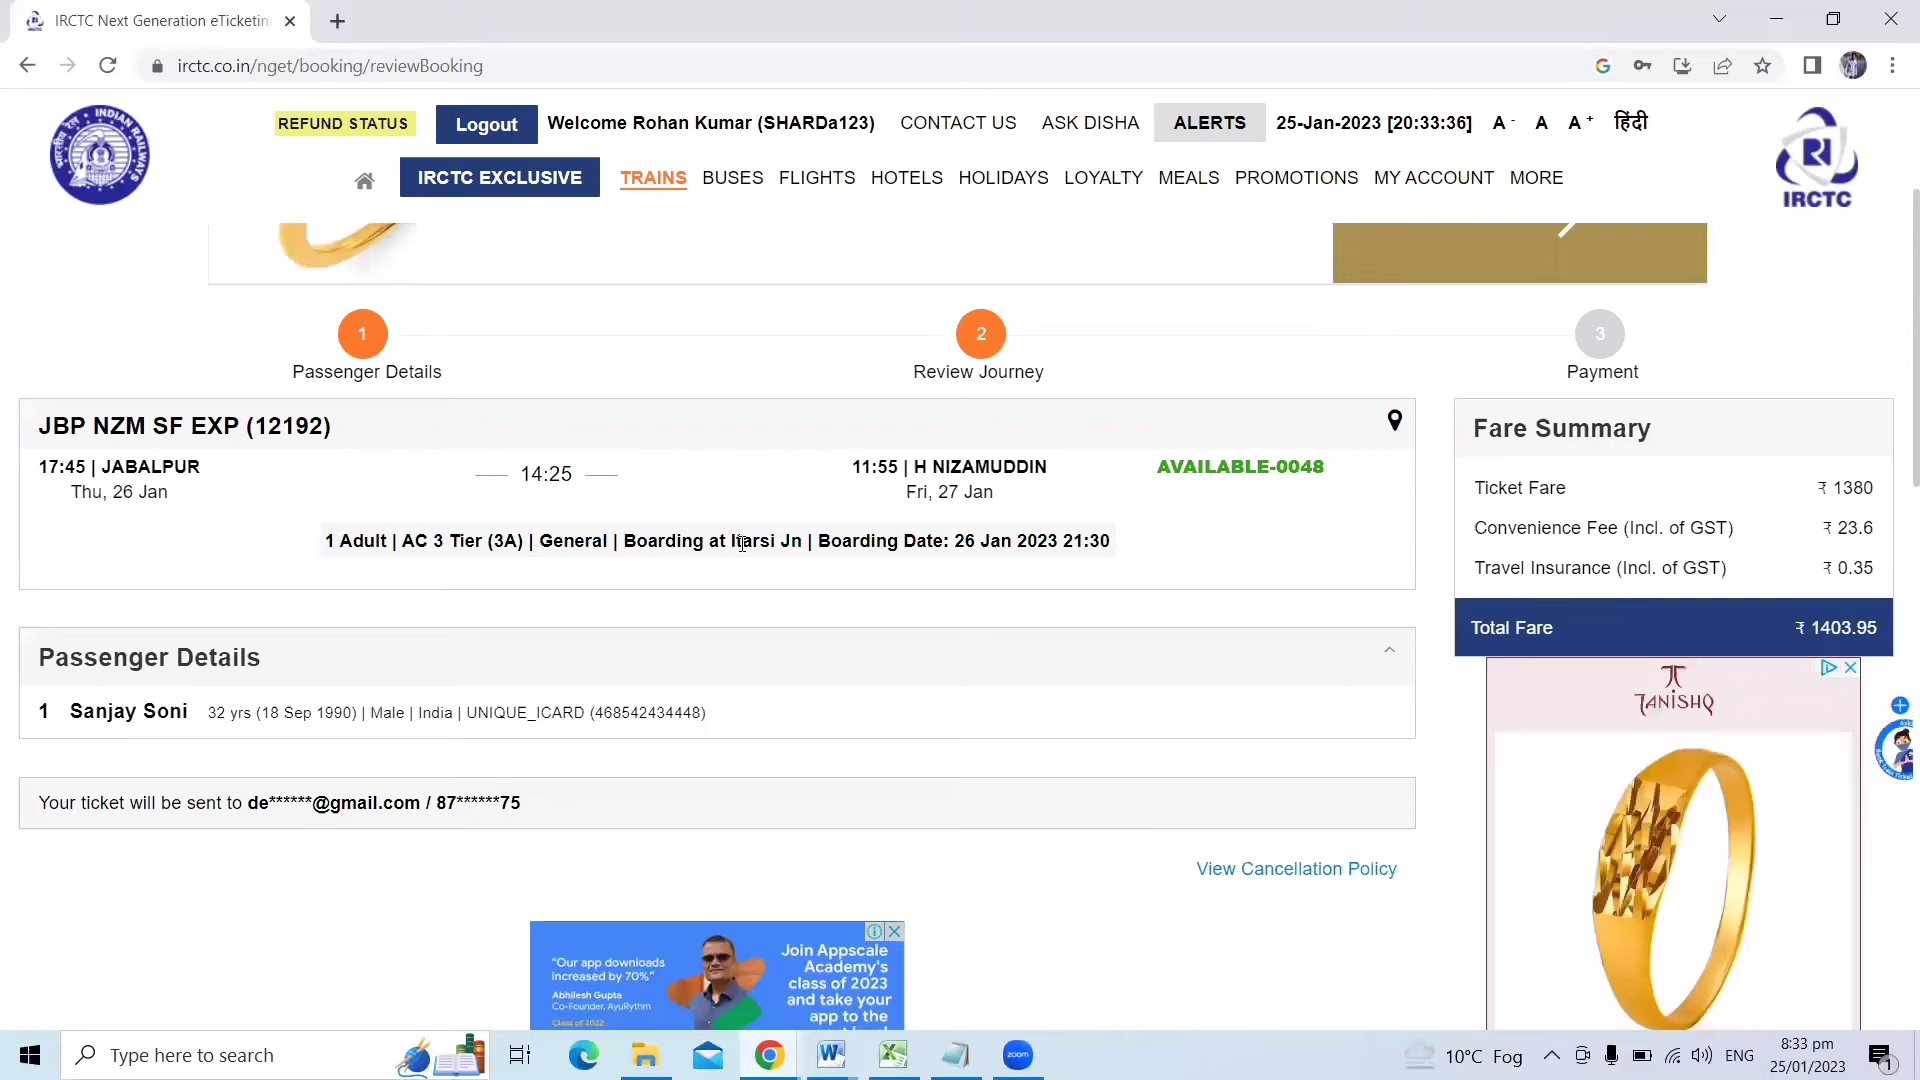 IRCTC Next Generation eTicketin
irctc.co.in/nget/booking/reviewBooking
REFUND STATUS Logout Welcome Rohan Kumar (SHARDa123) CONTACT US ASK DISHA ALERTS 25-Jan-2023 [20:33:36] A- A A+ हिंदी
IRCTC EXCLUSIVE TRAINS BUSES FLIGHTS HOTELS HOLIDAYS LOYALTY MEALS PROMOTIONS MY ACCOUNT MORE
INDIAN RAILWAYS
भारतीय रेल
IRCTC
1 2 3
Passenger Details Review Journey Payment
JBP NZM SF EXP (12192)
17:45 | JABALPUR 14:25 11:55 | H NIZAMUDDIN AVAILABLE-0048
Thu, 26 Jan Fri, 27 Jan
1 Adult | AC 3 Tier (3A) | General | Boarding at Itarsi Jn | Boarding Date: 26 Jan 2023 21:30
Fare Summary
Ticket Fare ₹ 1380
Convenience Fee (Incl. of GST) ₹ 23.6
Travel Insurance (Incl. of GST) ₹ 0.35
Total Fare ₹ 1403.95
Passenger Details
1 Sanjay Soni 32 yrs (18 Sep 1990) | Male | India | UNIQUE_ICARD (468542434448)
Your ticket will be sent to de******@gmail.com / 87******75
View Cancellation Policy
TANISHQ
"Our app downloads
increased by 70%"
Abhilesh Gupta
Co-Founder, AyuRythm
Class of 2022
Join Appscale
Academy's
class of 2023
and take your
app to the
Type here to search
zoom
10°C Fog
ENG
8:33 pm
25/01/2023
1